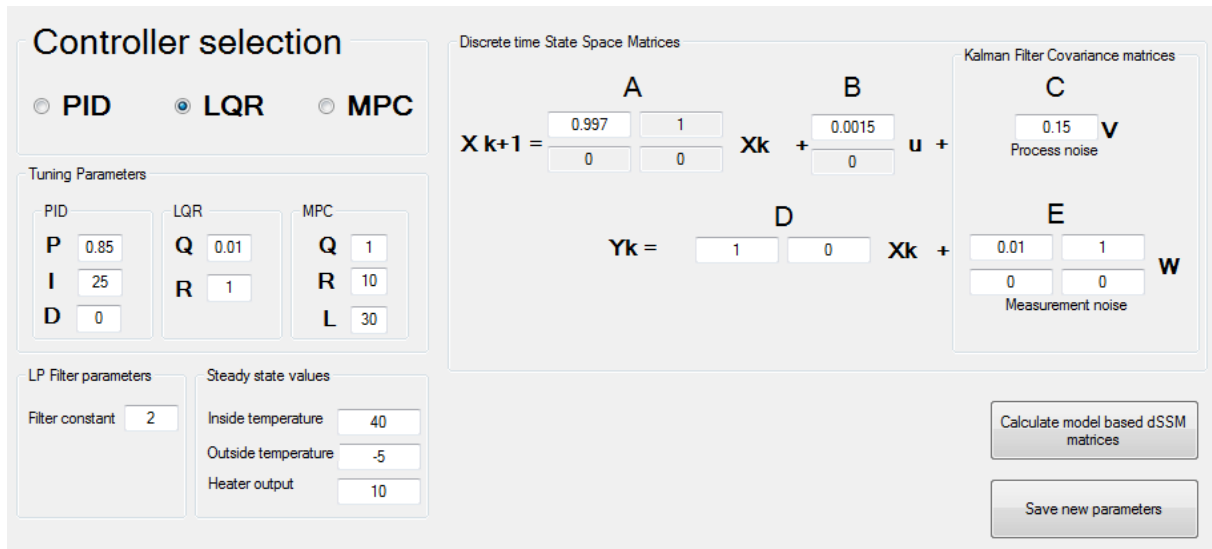 Controller selection
PID LQR MPC
Tuning Parameters
PID
P 0.85
I 25
D 0
LQR
Q 0.01
R 1
MPC
Q 1
R 10
L 30
LP Filter parameters
Filter constant 2
Steady state values
Inside temperature 40
Outside temperature -5
Heater output 10
Discrete time State Space Matrices
Kalman Filter Covariance matrices
A B C
X k+1 = 0.997 1 Xk + 0.0015 u + 0.15 V
0 0 0
Process noise
D E
Yk = 1 0 Xk + 0.01 1 W
0 0
Measurement noise
Calculate model based dSSM
matrices
Save new parameters